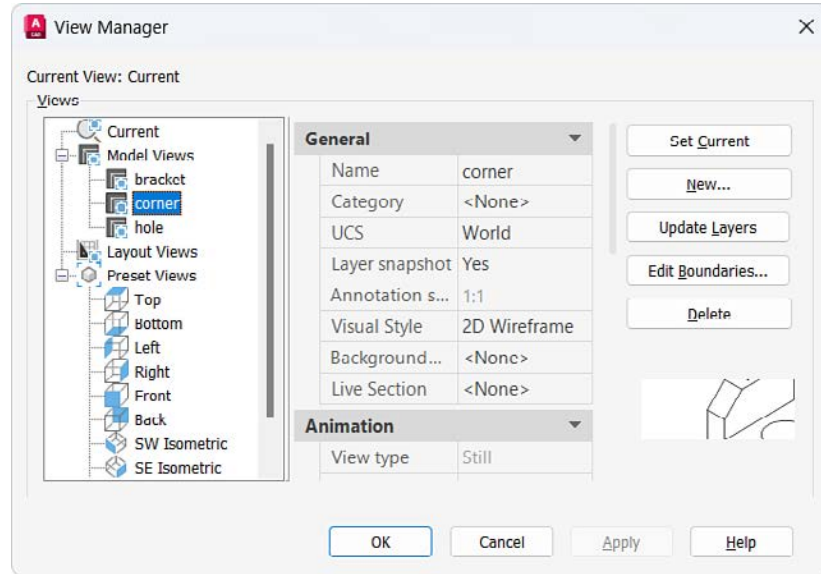 A
CAD
View Manager
Current View: Current
Views
Current
Model Views
bracket
corner
hole
Layout Views
Preset Views
Top
Bottom
Left
Right
Front
Back
SW Isometric
SE Isometric
General
Name corner
Category <None>
UCS World
Layer snapshot Yes
Annotation s... 1:1
Visual Style 2D Wireframe
Background... <None>
Live Section <None>
Animation
View type Still
Set Current
New...
Update Layers
Edit Boundaries...
Delete
OK
Cancel
Apply
Help